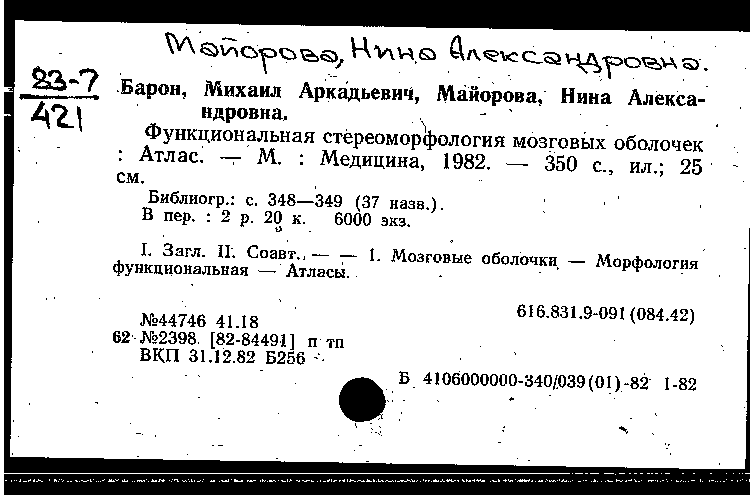 Майорова, Нина Александровна.
83-7
421
Барон, Михаил Аркадьевич, Майорова, Нина Алекса-
ндровна.
Функциональная стереоморфология мозговых оболочек
: Атлас. — М. : Медицина, 1982. — 350 с., ил.; 25
см.
Библиогр.: с. 348—349 (37 назв.).
В пер. : 2 р. 20 к. 6000 экз.
I. Загл. II. Соавт. — — 1. Мозговые оболочки — Морфология
функциональная — Атласы.
616.831.9-091(084.42)
№44746 41.18
62 №2398 [82-84491] п тп
ВКП 31.12.82 Б256
Б 4106000000-340/039(01)-82 1-82